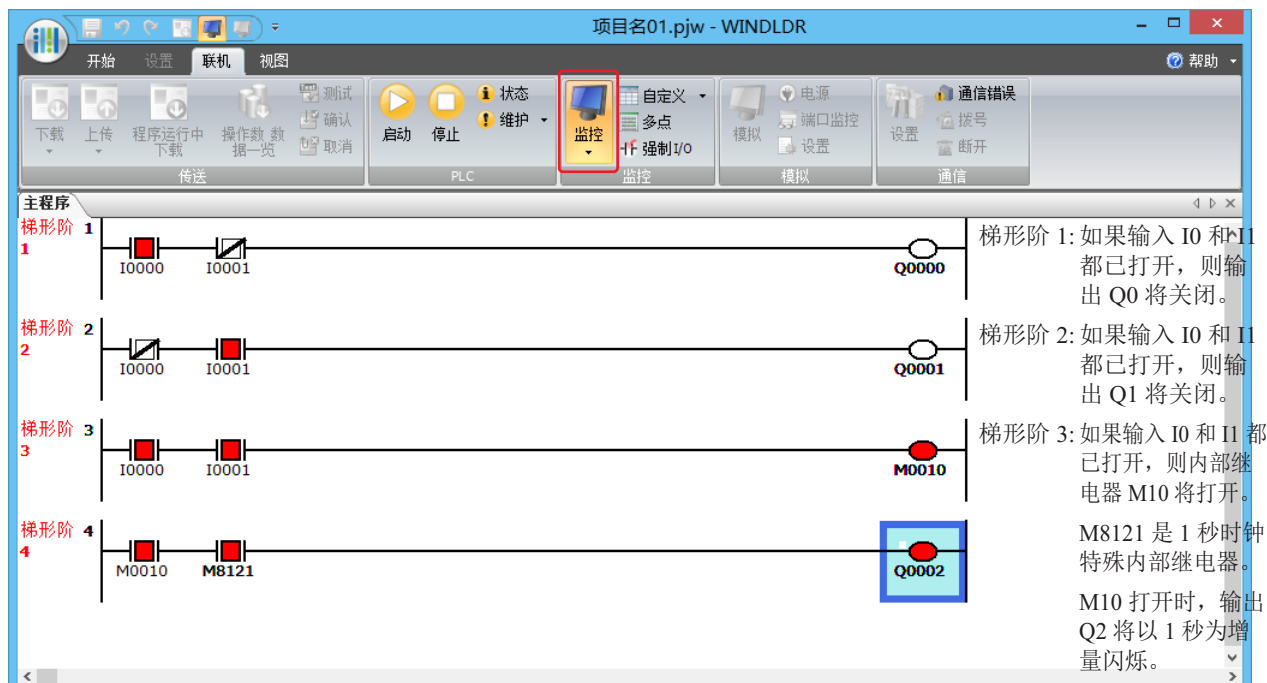 项目名01.pjw - WINDLDR
开始 设置 联机 视图 帮助
下载 上传 程序运行中下载 操作数 数据一览 测试 确认 取消
传送
启动 停止 状态 维护
PLC
监控 自定义 多点 强制I/O
监控
模拟 电源 端口监控 设置
模拟
设置 通信错误 拨号 断开
通信
主程序
梯形阶 1
1
I0000 I0001 Q0000
梯形阶 1: 如果输入 I0 和 I1
都已打开，则输
出 Q0 将关闭。
梯形阶 2
2
I0000 I0001 Q0001
梯形阶 2: 如果输入 I0 和 I1
都已打开，则输
出 Q1 将关闭。
梯形阶 3
3
I0000 I0001 M0010
梯形阶 3: 如果输入 I0 和 I1 都
已打开，则内部继
电器 M10 将打开。
梯形阶 4
4
M0010 M8121 Q0002
M8121 是 1 秒时钟
特殊内部继电器。
M10 打开时，输出
Q2 将以 1 秒为增
量闪烁。